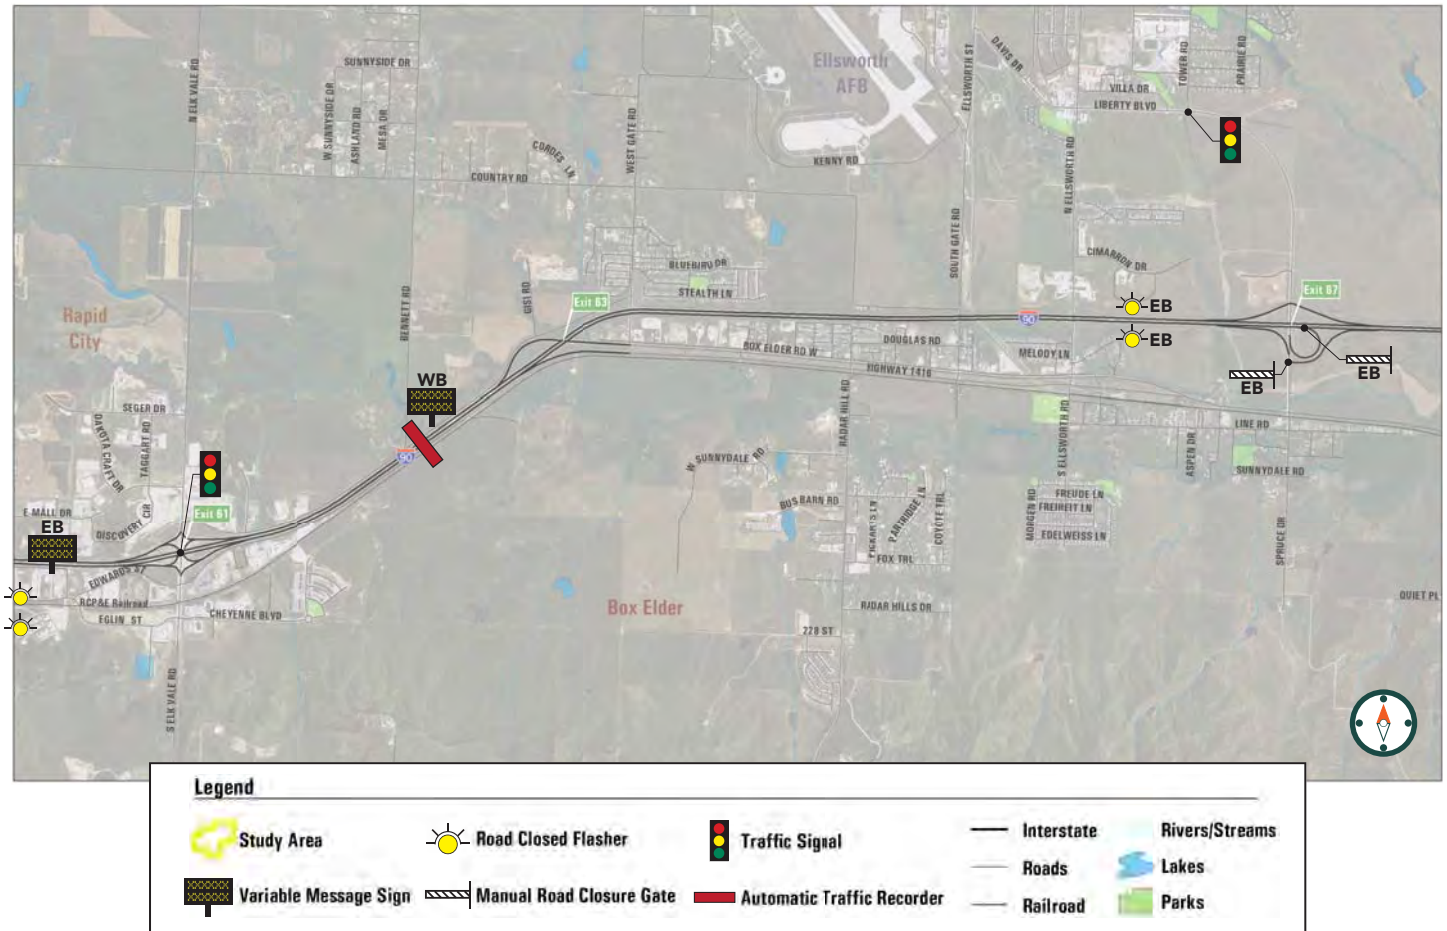 SUNNYSIDE DR
N ELK VALE RD
W SUNNYSIDE DR
ASHLAND RD
MESA DR
CORDES LN
COUNTRY RD
WEST GATE RD
Ellsworth
AFB
KENNY RD
ELLSWORTH ST
DAVIS DR
VILLA DR
LIBERTY BLVD
TOWER RD
PRAIRIE RD
N ELLSWORTH RD
SOUTH GATE RD
CIMARRON DR
BLUEBIRD DR
STEALTH LN
Exit 63
GISI RD
BENNETT RD
Rapid
City
90
EB
EB
Exit 67
EB
EB
DOUGLAS RD
MELODY LN
BOX ELDER RD W
HIGHWAY 1416
RADAR HILL RD
S ELLSWORTH RD
LINE RD
ASPEN DR
SUNNYDALE RD
SPRUCE DR
WB
90
SEGER DR
DAKOTA CRAFT DR
TAGGART RD
E MALL DR
DISCOVERY CIR
Exit 61
EB
EDWARDS ST
RCP&E Railroad
EGLIN ST
CHEYENNE BLVD
S ELK VALE RD
W SUNNYDALE RD
BUS BARN RD
PARTRIDGE LN
COYOTE TRL
FOX TRL
MORGEN RD
FREUDE LN
FREIHEIT LN
EDELWEISS LN
Box Elder
RADAR HILLS DR
228 ST
QUIET PL
Legend
Study Area
Road Closed Flasher
Traffic Signal
Interstate
Rivers/Streams
Roads
Lakes
Variable Message Sign
Manual Road Closure Gate
Automatic Traffic Recorder
Railroad
Parks